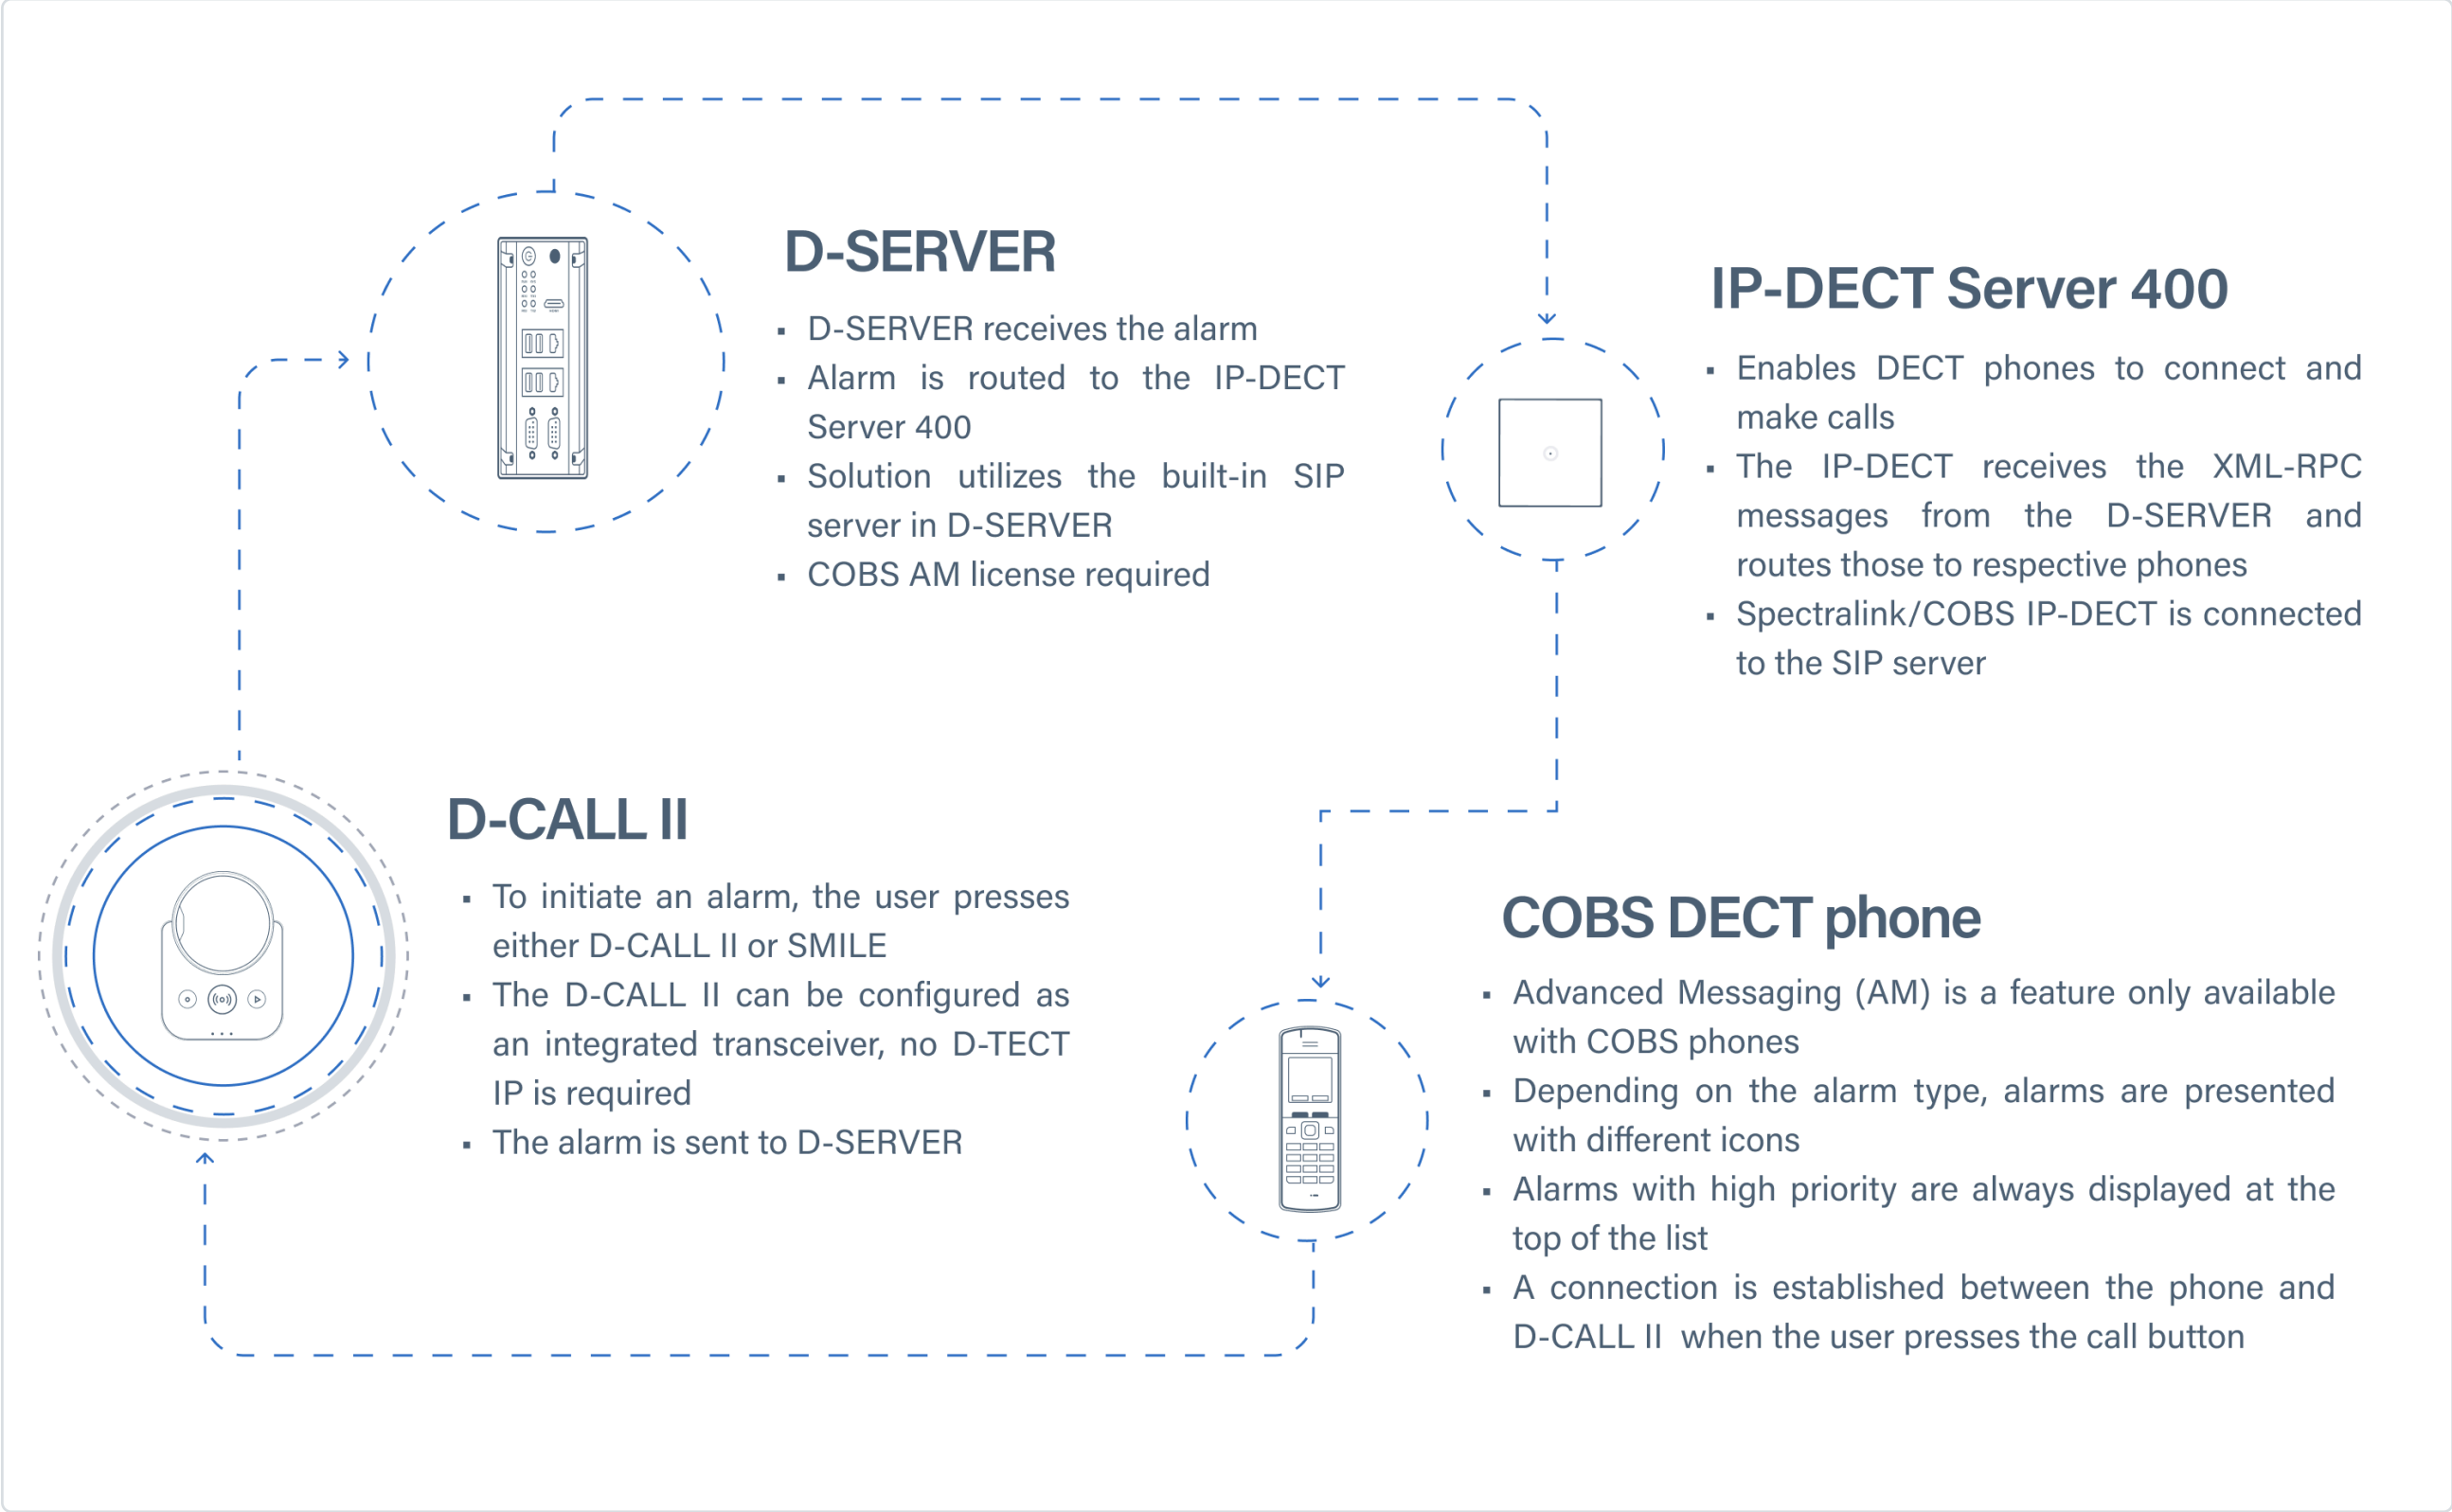 D-SERVER
▪ D-SERVER receives the alarm
▪ Alarm is routed to the IP-DECT
Server 400
▪ Solution utilizes the built-in SIP
server in D-SERVER
▪ COBS AM license required
IP-DECT Server 400
▪ Enables DECT phones to connect and
make calls
▪ The IP-DECT receives the XML-RPC
messages from the D-SERVER and
routes those to respective phones
▪ Spectralink/COBS IP-DECT is connected
to the SIP server
D-CALL II
▪ To initiate an alarm, the user presses
either D-CALL II or SMILE
▪ The D-CALL II can be configured as
an integrated transceiver, no D-TECT
IP is required
▪ The alarm is sent to D-SERVER
COBS DECT phone
▪ Advanced Messaging (AM) is a feature only available
with COBS phones
▪ Depending on the alarm type, alarms are presented
with different icons
▪ Alarms with high priority are always displayed at the
top of the list
▪ A connection is established between the phone and
D-CALL II  when the user presses the call button